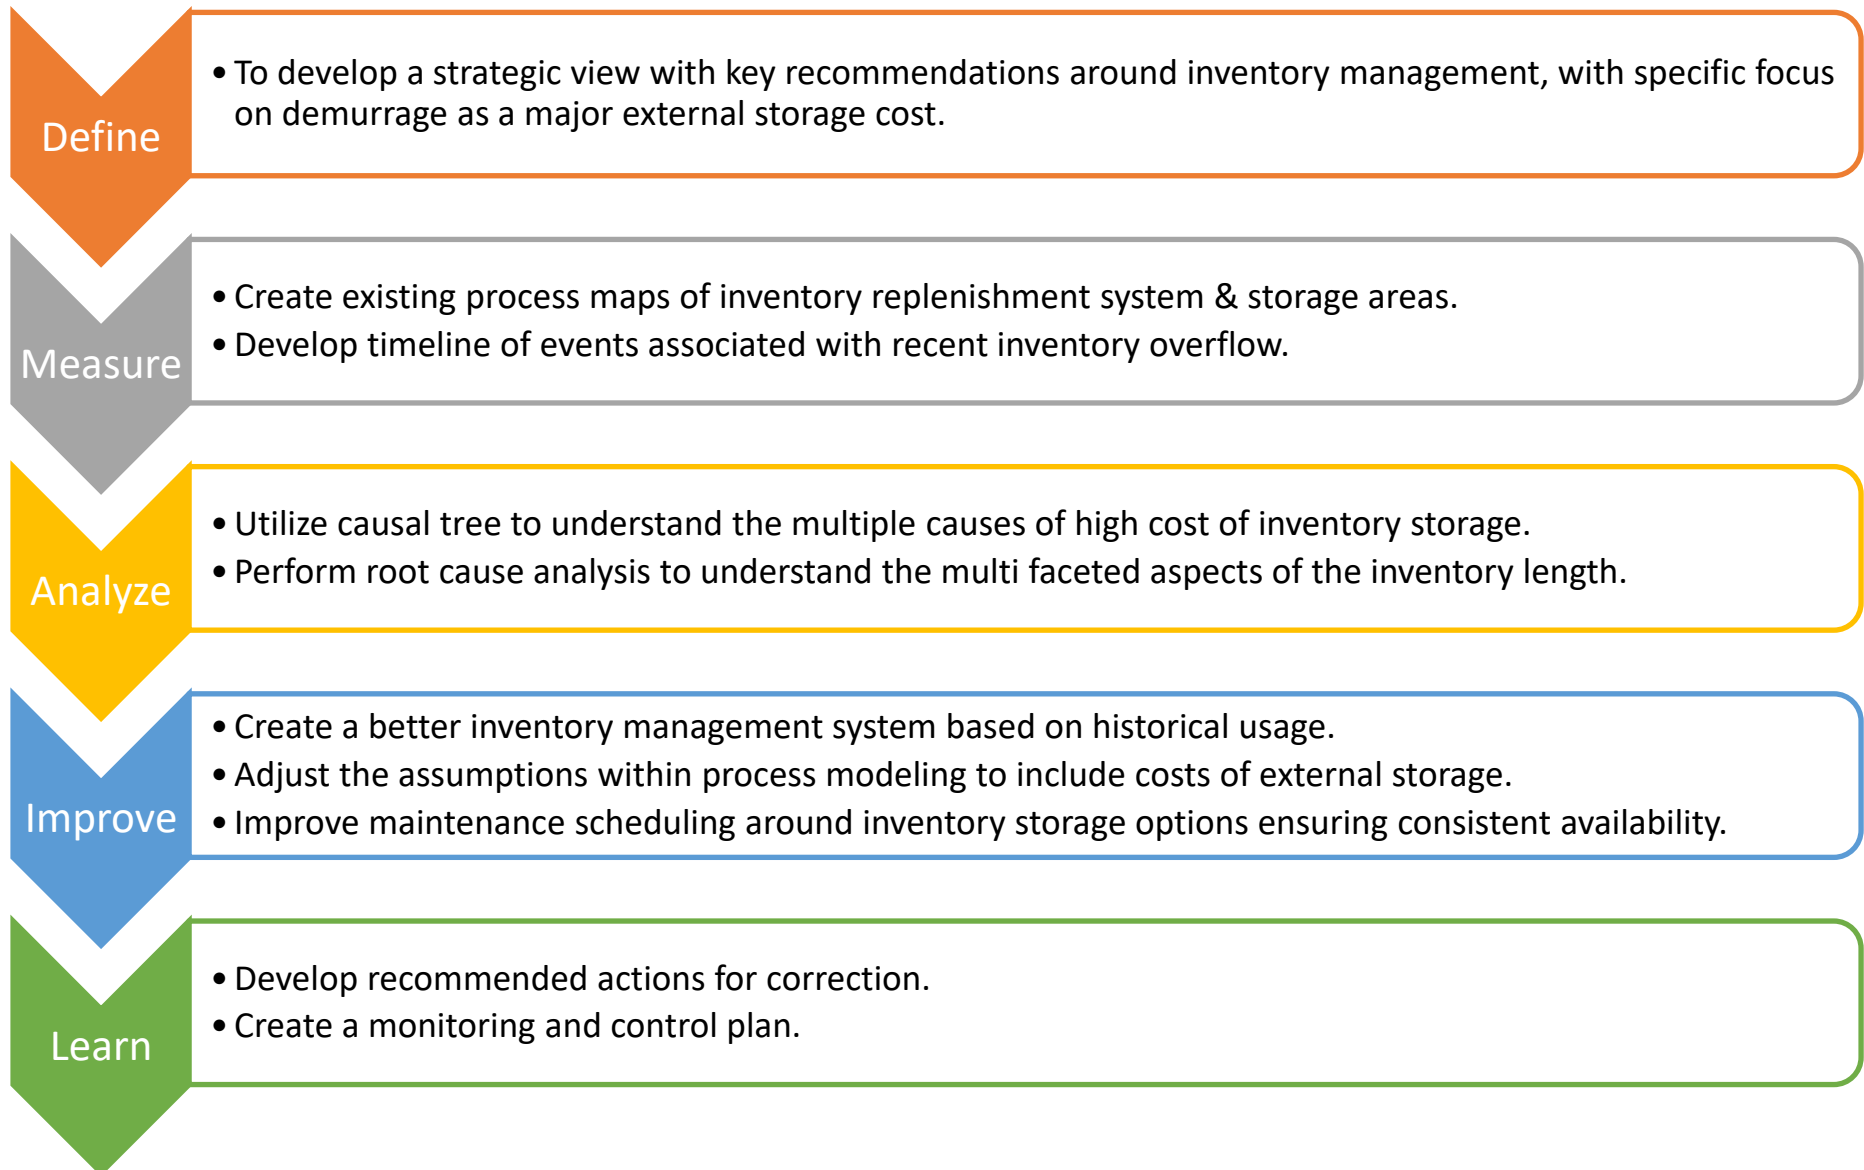 Define
• To develop a strategic view with key recommendations around inventory management, with specific focus
on demurrage as a major external storage cost.
Measure
• Create existing process maps of inventory replenishment system & storage areas.
• Develop timeline of events associated with recent inventory overflow.
Analyze
• Utilize causal tree to understand the multiple causes of high cost of inventory storage.
• Perform root cause analysis to understand the multi faceted aspects of the inventory length.
Improve
• Create a better inventory management system based on historical usage.
• Adjust the assumptions within process modeling to include costs of external storage.
• Improve maintenance scheduling around inventory storage options ensuring consistent availability.
Learn
• Develop recommended actions for correction.
• Create a monitoring and control plan.